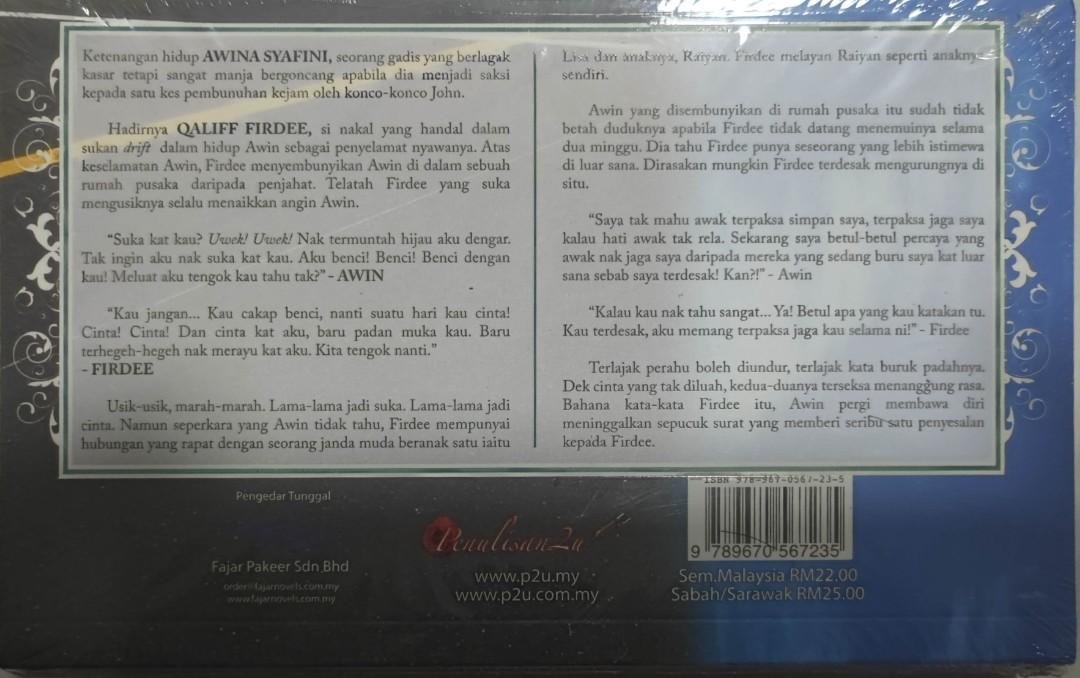 Ketenangan hidup AWINA SYAFINI, seorang gadis yang berlagak
kasar tetapi sangat manja bergoncang apabila dia menjadi saksi
kepada satu kes pembunuhan kejam oleh konco-konco John.
Hadirnya QALIFF FIRDEE, si nakal yang handal dalam
sukan drift dalam hidup Awin sebagai penyelamat nyawanya. Atas
keselamatan Awin, Firdee menyembunyikan Awin di dalam sebuah
rumah pusaka daripada penjahat. Telatah Firdee yang suka
mengusiknya selalu menaikkan angin Awin.
“Suka kat kau? Uwek! Uwek! Nak termuntah hijau aku dengar.
Tak ingin aku nak suka kat kau. Aku benci! Benci! Benci dengan
kau! Meluat aku tengok kau tahu tak?” - AWIN
“Kau jangan... Kau cakap benci, nanti suatu hari kau cinta!
Cinta! Cinta! Dan cinta kat aku, baru padan muka kau. Baru
terhegeh-hegeh nak merayu kat aku. Kita tengok nanti.”
- FIRDEE
Usik-usik, marah-marah. Lama-lama jadi suka. Lama-lama jadi
cinta. Namun seperkara yang Awin tidak tahu, Firdee mempunyai
hubungan yang rapat dengan seorang janda muda beranak satu iaitu
Lisa dan anaknya, Raiyan. Firdee melayan Raiyan seperti anaknya
sendiri.
Awin yang disembunyikan di rumah pusaka itu sudah tidak
betah duduknya apabila Firdee tidak datang menemuinya selama
dua minggu. Dia tahu Firdee punya seseorang yang lebih istimewa
di luar sana. Dirasakan mungkin Firdee terdesak mengurungnya di
situ.
“Saya tak mahu awak terpaksa simpan saya, terpaksa jaga saya
kalau hati awak tak rela. Sekarang saya betul-betul percaya yang
awak nak jaga saya daripada mereka yang sedang buru saya kat luar
sana sebab saya terdesak! Kan?!” - Awin
“Kalau kau nak tahu sangat... Ya! Betul apa yang kau katakan tu.
Kau terdesak, aku memang terpaksa jaga kau selama ni!” - Firdee
Terlajak perahu boleh diundur, terlajak kata buruk padahnya.
Dek cinta yang tak diluah, kedua-duanya terseksa menanggung rasa.
Bahana kata-kata Firdee itu, Awin pergi membawa diri
meninggalkan sepucuk surat yang memberi seribu satu penyesalan
kepada Firdee.
Pengedar Tunggal
Fajar Pakeer Sdn Bhd
order@fajarnovels.com.my
www.fajarnovels.com.my
Penulisan2u
www.p2u.my
www.p2u.com.my
ISBN 978-967-0567-23-5
9 789670 567235
Sem.Malaysia RM22.00
Sabah/Sarawak RM25.00